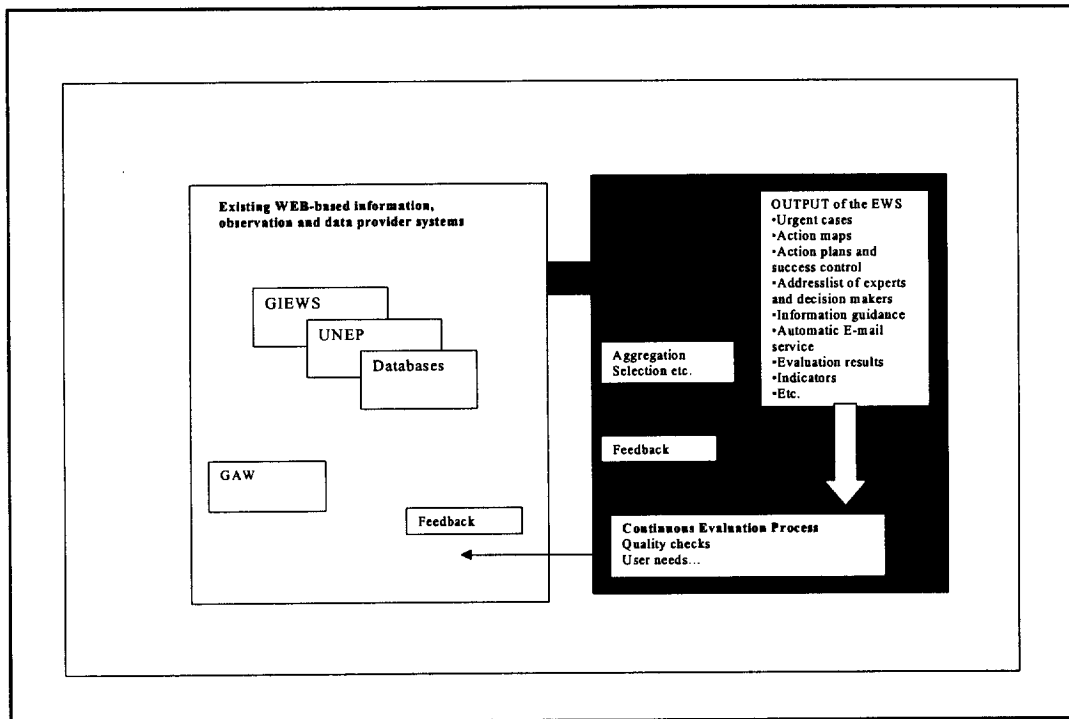 Existing WEB-based information,
observation and data provider systems
GIEWS
UNEP
Databases
GAW
Feedback
OUTPUT of the EWS
•Urgent cases
•Action maps
•Action plans and
success control
•Addresslist of experts
and decision makers
•Information guidance
•Automatic E-mail
service
•Evaluation results
•Indicators
•Etc.
Aggregation
Selection etc.
Feedback
Continuous Evaluation Process
Quality checks
User needs...